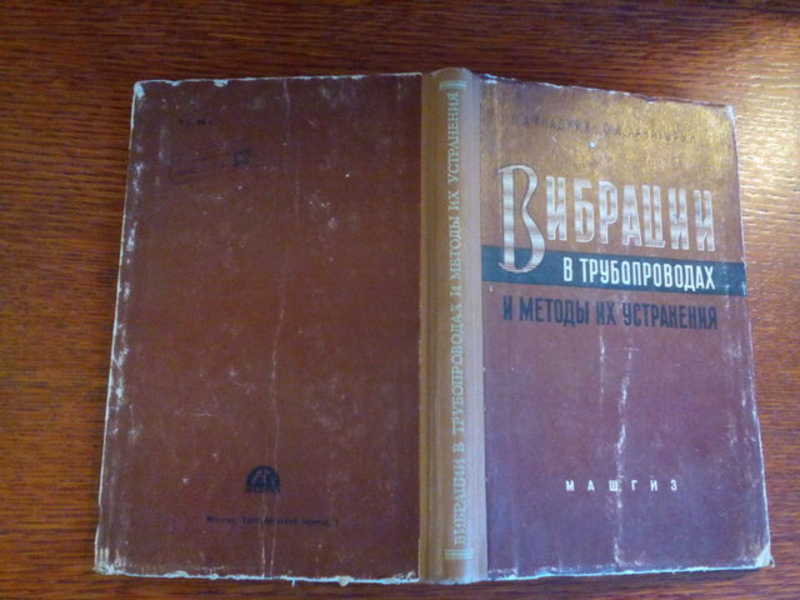 ВИБРАЦИИ
В ТРУБОПРОВОДАХ
И МЕТОДЫ ИХ УСТРАНЕНИЯ
МАШГИЗ
ВИБРАЦИИ В ТРУБОПРОВОДАХ И МЕТОДЫ ИХ УСТРАНЕНИЯ